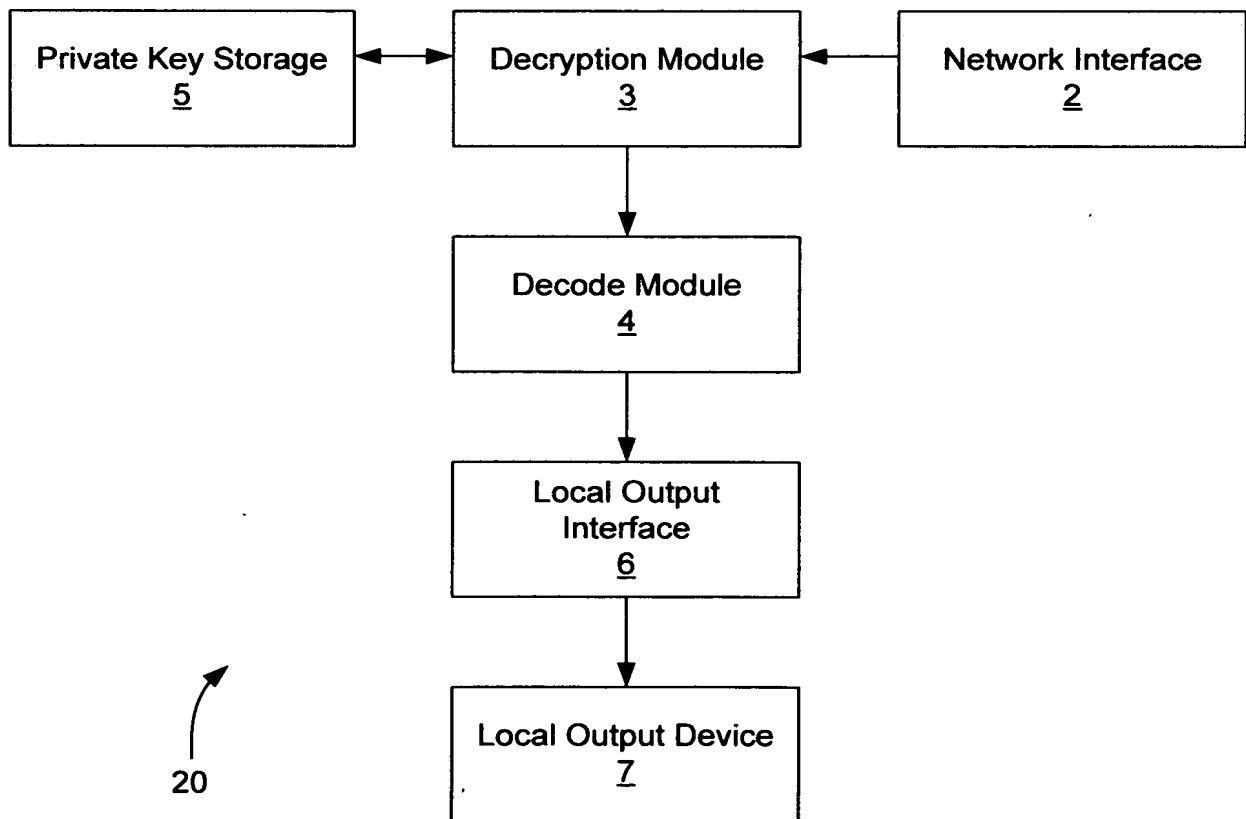 Private Key Storage
5
Decryption Module
3
Network Interface
2
Decode Module
4
Local Output
Interface
6
Local Output Device
7
20